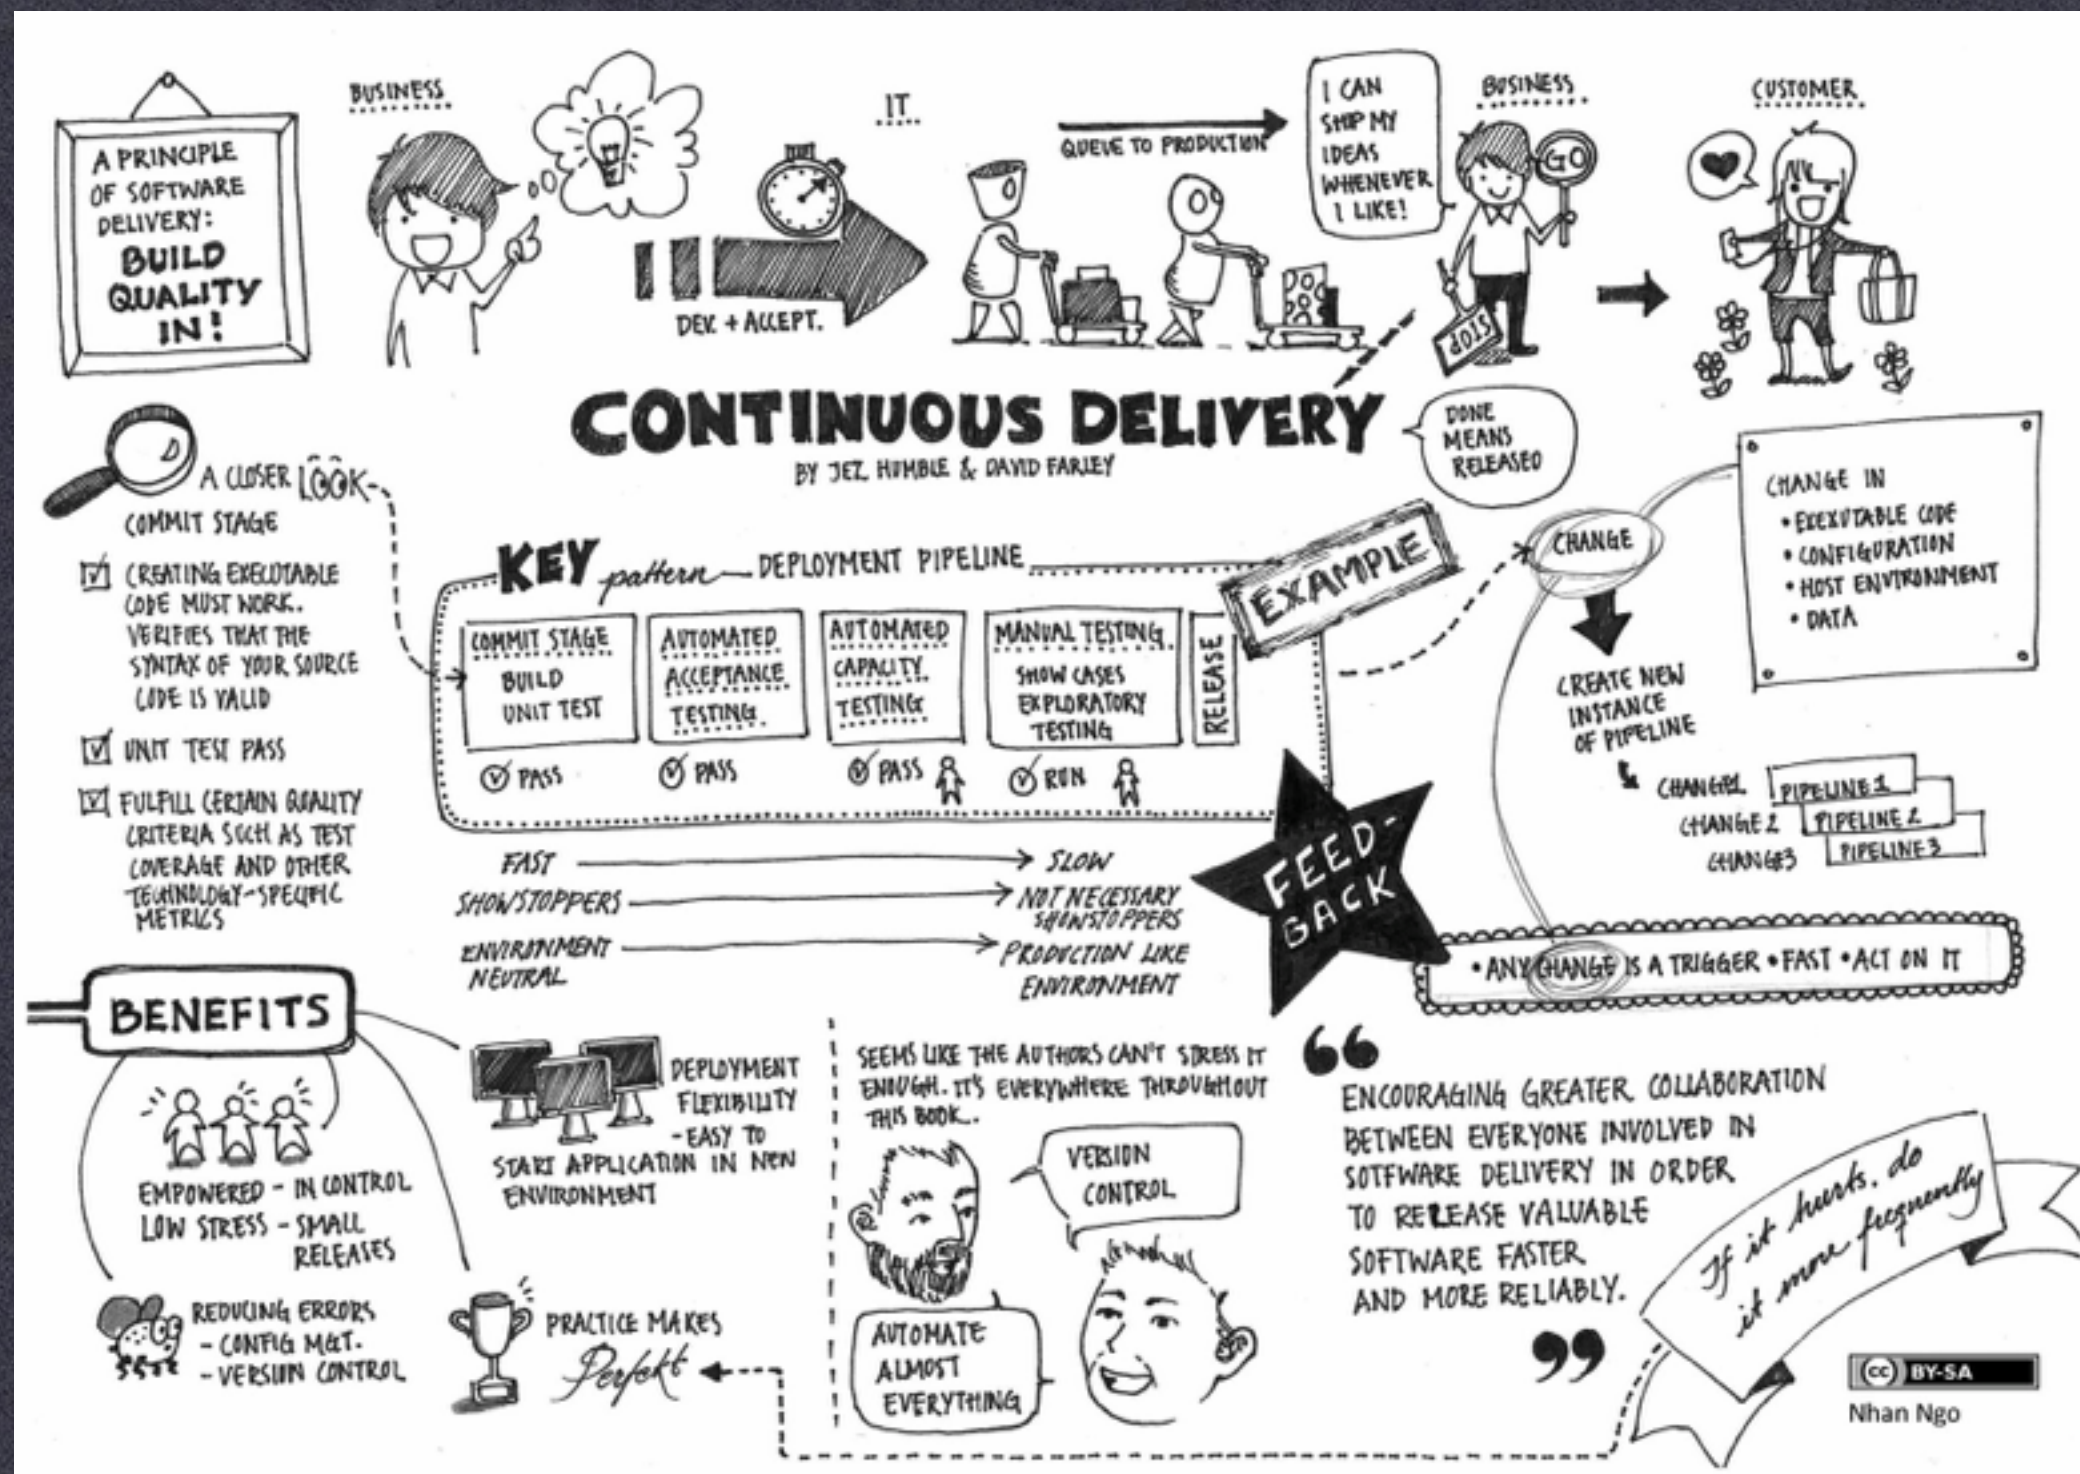 A PRINCIPLE
OF SOFTWARE
DELIVERY:
BUILD
QUALITY
IN!
BUSINESS
DEV. + ACCEPT.
IT
QUEUE TO PRODUCTION
I CAN
SHIP MY
IDEAS
WHENEVER
I LIKE!
BUSINESS
GO
STOP
CUSTOMER
CONTINUOUS DELIVERY
BY JEZ HUMBLE & DAVID FARLEY
DONE
MEANS
RELEASED
A CLOSER LOOK
COMMIT STAGE
CREATING EXECUTABLE
CODE MUST WORK.
VERIFIES THAT THE
SYNTAX OF YOUR SOURCE
CODE IS VALID
UNIT TEST PASS
FULFILL CERTAIN QUALITY
CRITERIA SUCH AS TEST
COVERAGE AND OTHER
TECHNOLOGY-SPECIFIC
METRICS
KEY pattern DEPLOYMENT PIPELINE
EXAMPLE
COMMIT STAGE
BUILD
UNIT TEST
PASS
AUTOMATED
ACCEPTANCE
TESTING
PASS
AUTOMATED
CAPACITY
TESTING
PASS
MANUAL TESTING
SHOW CASES
EXPLORATORY
TESTING
RUN
RELEASE
FAST
SLOW
SHOWSTOPPERS
NOT NECESSARY
SHOWSTOPPERS
ENVIRONMENT
NEUTRAL
PRODUCTION LIKE
ENVIRONMENT
FEED-
BACK
CHANGE
CHANGE IN
• EXEXUTABLE CODE
• CONFIGURATION
• HOST ENVIRONMENT
• DATA
CREATE NEW
INSTANCE
OF PIPELINE
CHANGE1 PIPELINE 1
CHANGE 2 PIPELINE 2
CHANGE3 PIPELINE 3
• ANY CHANGE IS A TRIGGER • FAST • ACT ON IT
BENEFITS
EMPOWERED - IN CONTROL
LOW STRESS - SMALL
RELEASES
REDUCING ERRORS
- CONFIG MGT.
- VERSION CONTROL
DEPLOYMENT
FLEXIBILITY
- EASY TO
START APPLICATION IN NEW
ENVIRONMENT
PRACTICE MAKES
Perfekt
SEEMS LIKE THE AUTHORS CAN'T STRESS IT
ENOUGH. IT'S EVERYWHERE THROUGHOUT
THIS BOOK.
VERSION
CONTROL
AUTOMATE
ALMOST
EVERYTHING
“
ENCOURAGING GREATER COLLABORATION
BETWEEN EVERYONE INVOLVED IN
SOTFWARE DELIVERY IN ORDER
TO RELEASE VALUABLE
SOFTWARE FASTER
AND MORE RELIABLY.
”
If it hurts, do
it more frequently
cc BY-SA
Nhan Ngo